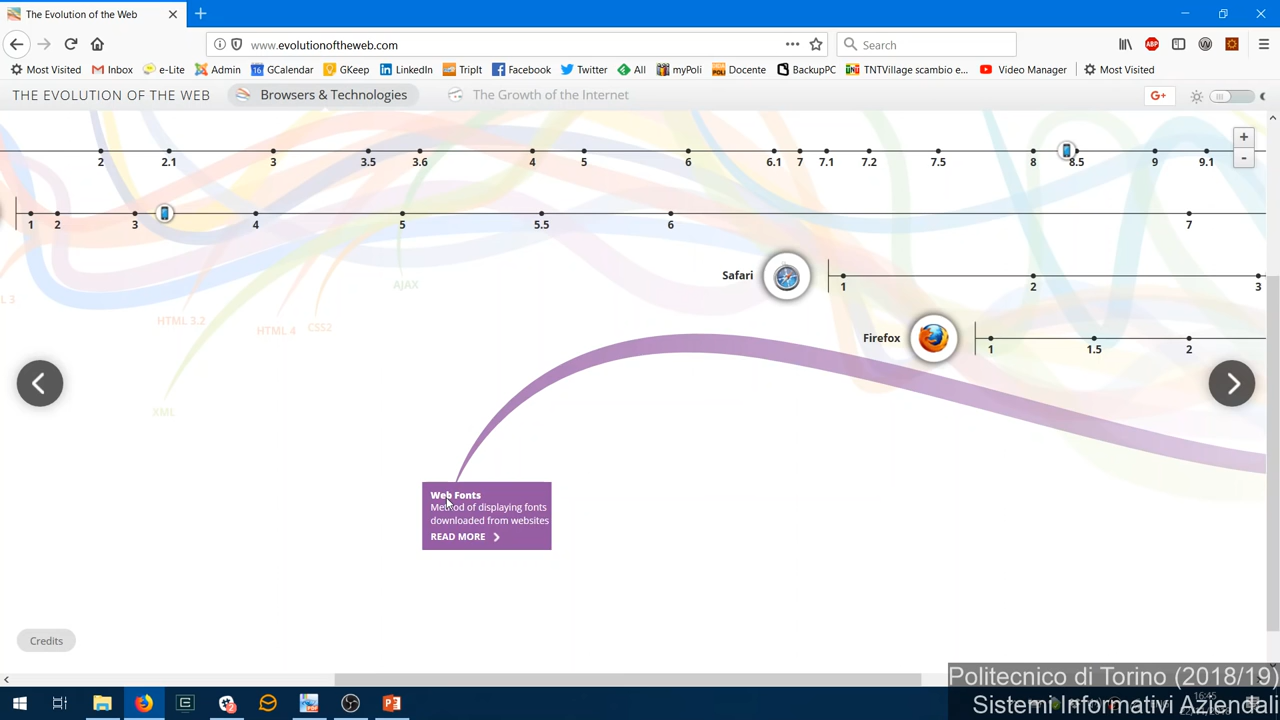 The Evolution of the Web
www.evolutionoftheweb.com
Search
Most Visited
Inbox
e-Lite
Admin
GCalendar
GKeep
LinkedIn
TripIt
Facebook
Twitter
All
myPoli
Docente
BackupPC
TNTVillage scambio e...
Video Manager
Most Visited
THE EVOLUTION OF THE WEB
Browsers & Technologies
The Growth of the Internet
G+
2 2.1 3 3.5 3.6 4 5 6 6.1 7 7.1 7.2 7.5 8 8.5 9 9.1
1 2 3 4 5 5.5 6 7
Safari
1 2 3
AJAX
L 3
HTML 3.2
HTML 4
CSS2
Firefox
1 1.5 2
XML
Web Fonts
Method of displaying fonts
downloaded from websites
READ MORE
Credits
Politecnico di Torino (2018/19)
Sistemi Informativi Aziendali
16:45